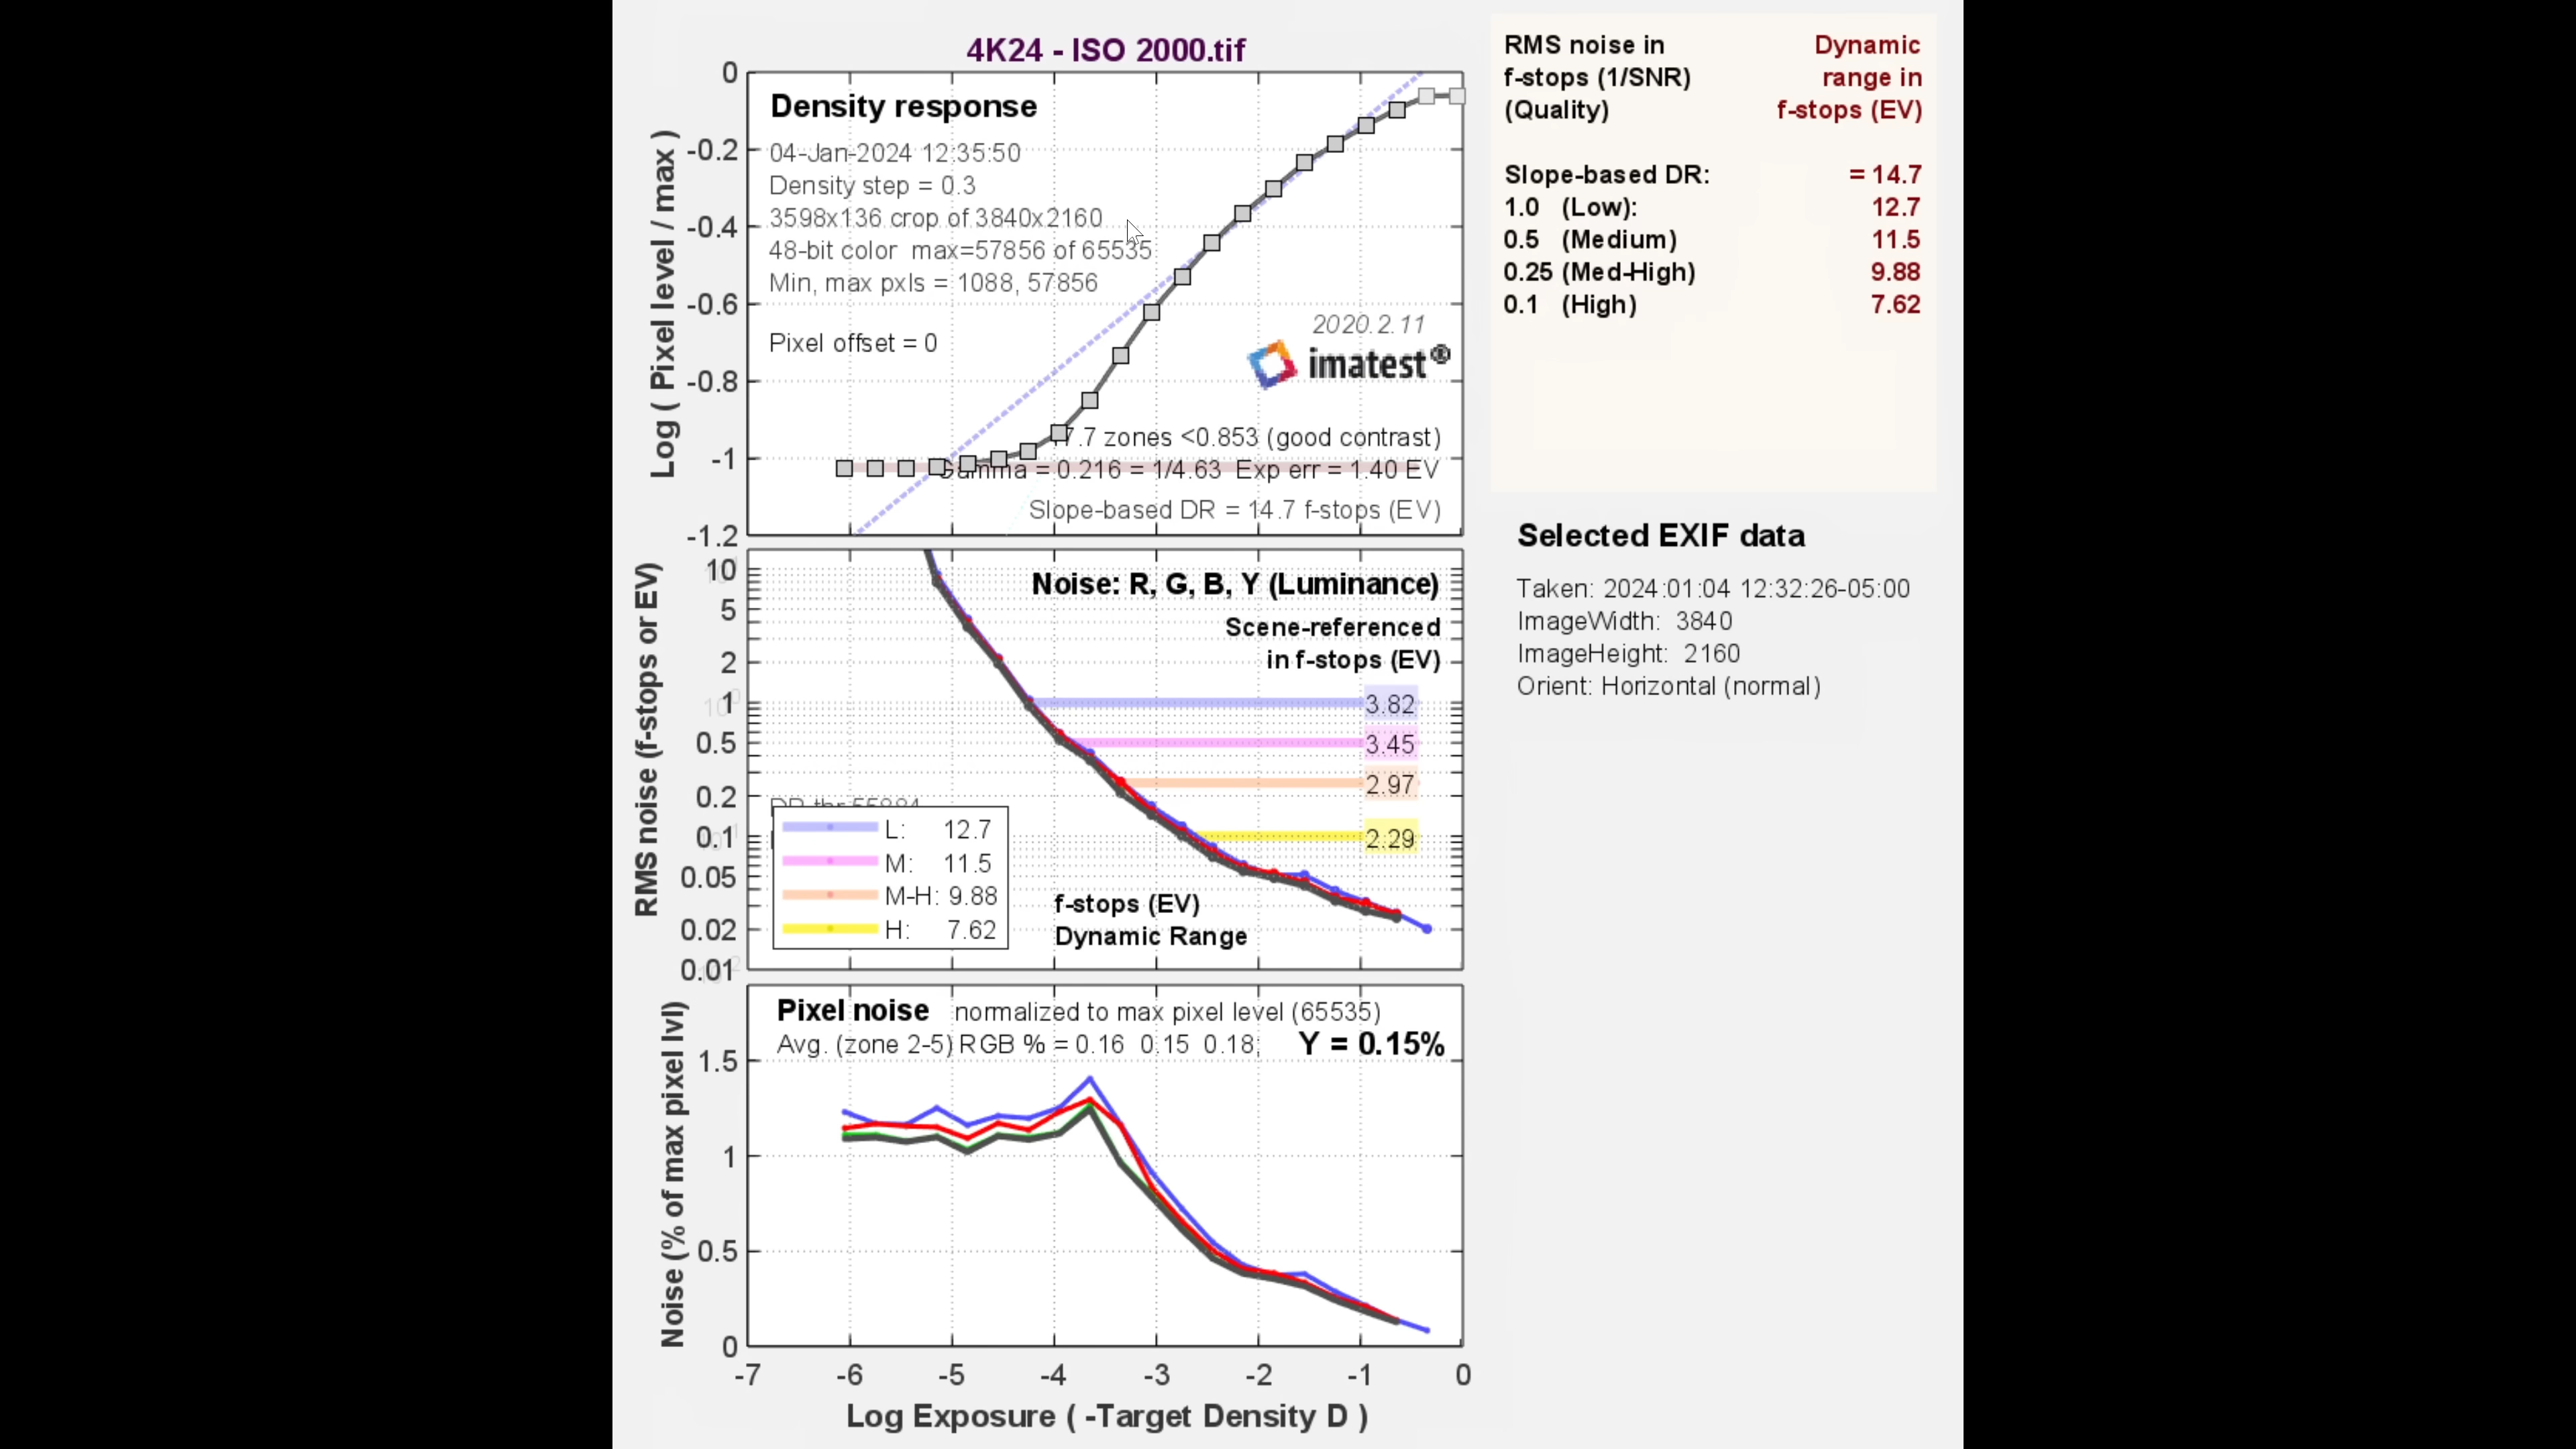 4K24 - ISO 2000.tif
Density response
04-Jan-2024 12:35:50
Density step = 0.3
3598x136 crop of 3840x2160
48-bit color max=57856 of 65535
Min, max pxls = 1088, 57856
Pixel offset = 0
2020.2.11
imatest®
7.7 zones <0.853 (good contrast)
Gamma = 0.216 = 1/4.63 Exp err = 1.40 EV
Slope-based DR = 14.7 f-stops (EV)
Log ( Pixel level / max )
0
-0.2
-0.4
-0.6
-0.8
-1
-1.2
Noise: R, G, B, Y (Luminance)
Scene-referenced
in f-stops (EV)
3.82
3.45
2.97
2.29
L: 12.7
M: 11.5
M-H: 9.88
H: 7.62
f-stops (EV)
Dynamic Range
RMS noise (f-stops or EV)
10
5
2
1
0.5
0.2
0.1
0.05
0.02
0.01
Pixel noise normalized to max pixel level (65535)
Avg. (zone 2-5) RGB % = 0.16 0.15 0.18; Y = 0.15%
Noise (% of max pixel lvl)
1.5
1
0.5
0
-7 -6 -5 -4 -3 -2 -1 0
Log Exposure ( -Target Density D )
RMS noise in Dynamic
f-stops (1/SNR) range in
(Quality) f-stops (EV)
Slope-based DR: = 14.7
1.0 (Low): 12.7
0.5 (Medium) 11.5
0.25 (Med-High) 9.88
0.1 (High) 7.62
Selected EXIF data
Taken: 2024:01:04 12:32:26-05:00
ImageWidth: 3840
ImageHeight: 2160
Orient: Horizontal (normal)